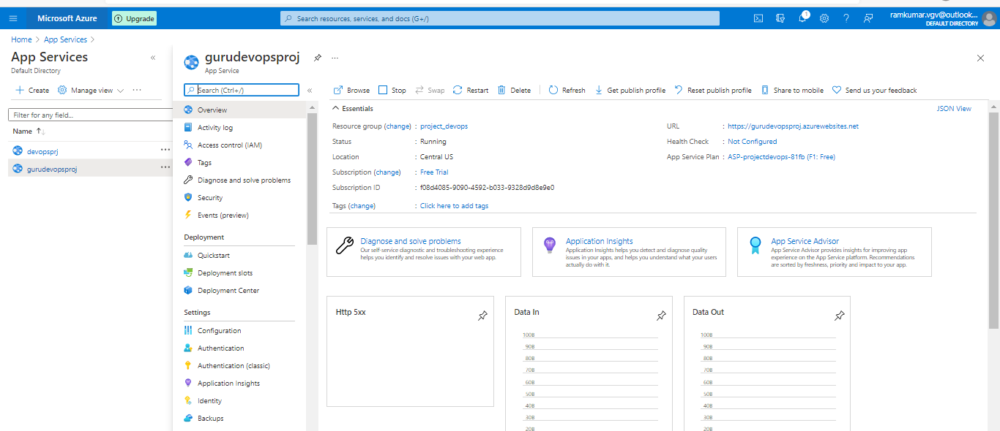 Microsoft Azure
Upgrade
Search resources, services, and docs (G+/)
1
ramkumar.vgv@outlook...
DEFAULT DIRECTORY
Home > App Services >
App Services
Default Directory
«
Create
Manage view
...
Filter for any field...
Name
devopsprj
...
gurudevopsproj
...
gurudevopsproj
...
App Service
Search (Ctrl+/)
«
Overview
Activity log
Access control (IAM)
Tags
Diagnose and solve problems
Security
Events (preview)
Deployment
Quickstart
Deployment slots
Deployment Center
Settings
Configuration
Authentication
Authentication (classic)
Application Insights
Identity
Backups
Browse
Stop
Swap
Restart
Delete
Refresh
Get publish profile
Reset publish profile
Share to mobile
Send us your feedback
Essentials
JSON View
Resource group (change) : project_devops
Status : Running
Location : Central US
Subscription (change) : Free Trial
Subscription ID : f08d4085-9090-4592-b033-9328d9d8e9e0
Tags (change) : Click here to add tags
URL : https://gurudevopsproj.azurewebsites.net
Health Check : Not Configured
App Service Plan : ASP-projectdevops-81fb (F1: Free)
Diagnose and solve problems
Our self-service diagnostic and troubleshooting experience
helps you identify and resolve issues with your web app.
Application Insights
Application Insights helps you detect and diagnose quality
issues in your apps, and helps you understand what your users
actually do with it.
App Service Advisor
App Service Advisor provides insights for improving app
experience on the App Service platform. Recommendations
are sorted by freshness, priority and impact to your app.
Http 5xx
Data In
100B
90B
80B
70B
60B
50B
40B
30B
20B
Data Out
100B
90B
80B
70B
60B
50B
40B
30B
20B